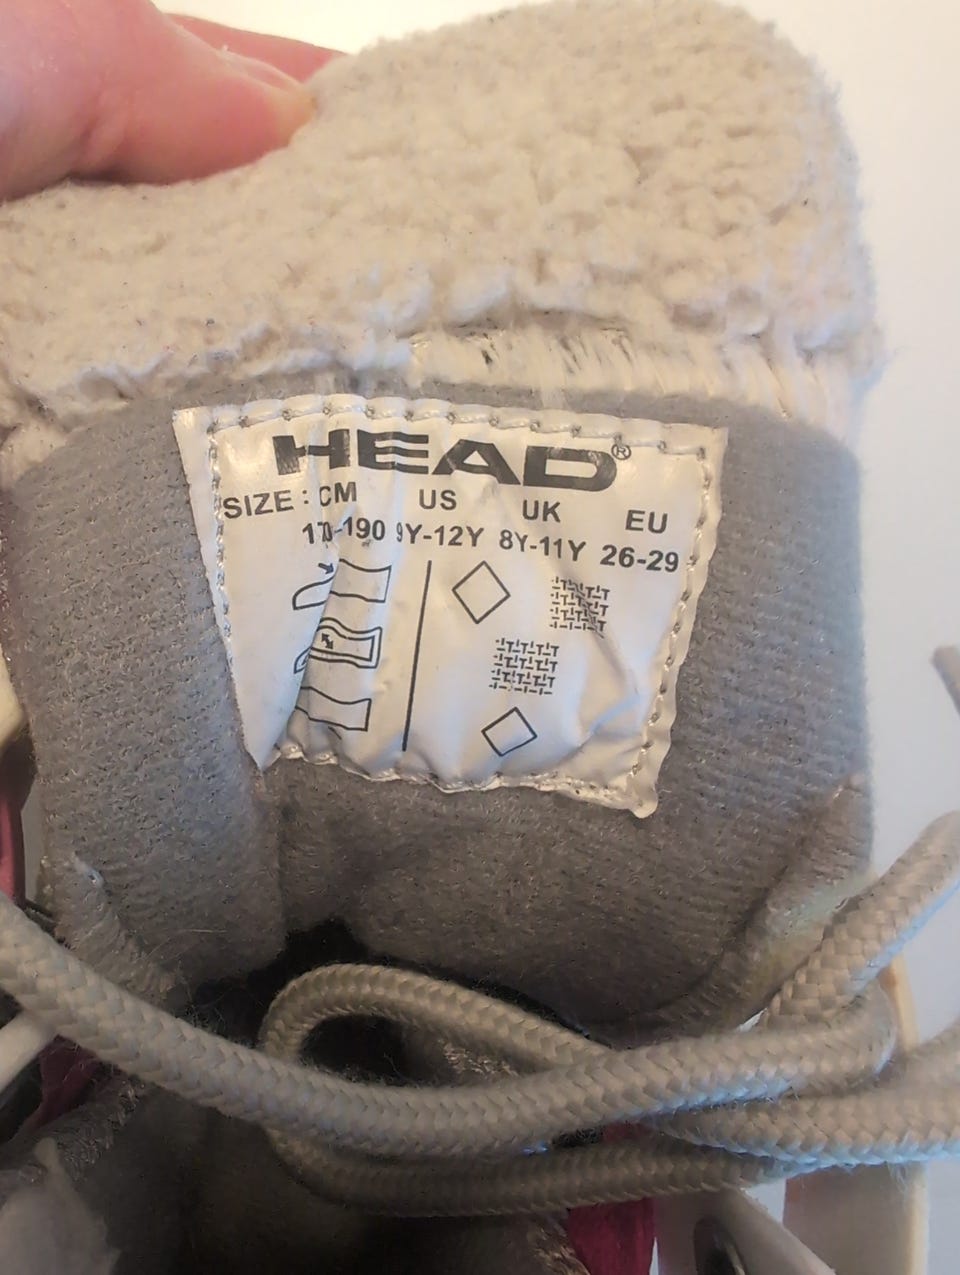 HEAD®
SIZE : CM US UK EU
170-190 9Y-12Y 8Y-11Y 26-29